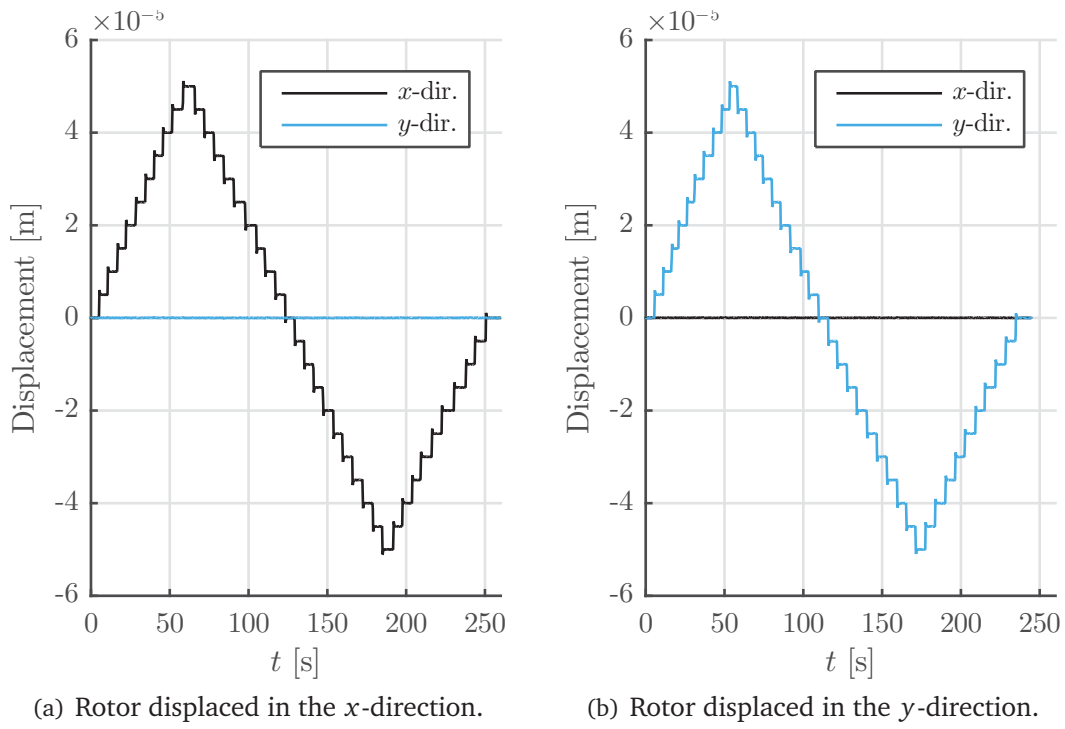 ×10⁻⁵
6
4
2
0
-2
-4
-6
Displacement [m]
x-dir.
y-dir.
0 50 100 150 200 250
t [s]
(a) Rotor displaced in the x-direction.
×10⁻⁵
6
4
2
0
-2
-4
-6
Displacement [m]
x-dir.
y-dir.
0 50 100 150 200 250
t [s]
(b) Rotor displaced in the y-direction.